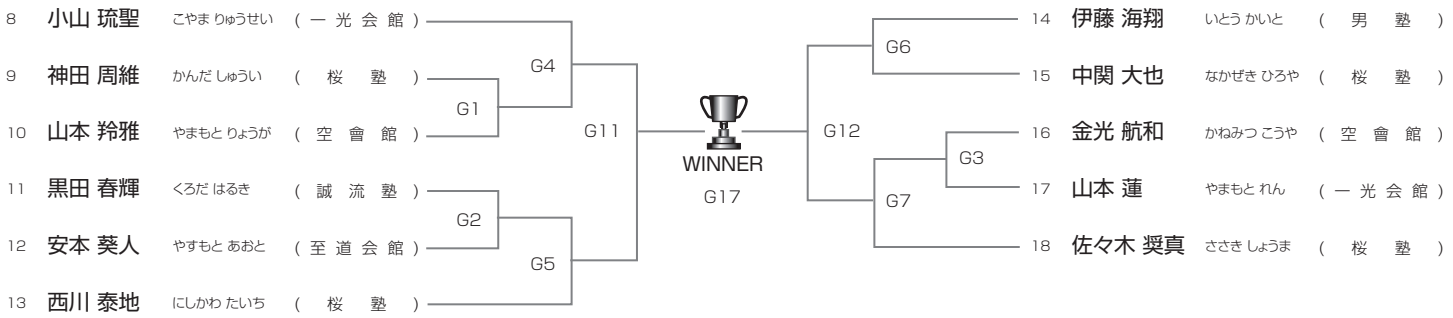 8 小山 琉聖 こやま りゅうせい (一光会館)
9 神田 周維 かんだ しゅうい (桜塾)
10 山本 羚雅 やまもと りょうが (空會館)
11 黒田 春輝 くろだ はるき (誠流塾)
12 安本 葵人 やすもと あおと (至道会館)
13 西川 泰地 にしかわ たいち (桜塾)
G4
G1
G11
G2
G5
WINNER
G17
G6
G12
G3
G7
14 伊藤 海翔 いとう かいと (男塾)
15 中関 大也 なかぜき ひろや (桜塾)
16 金光 航和 かねみつ こうや (空會館)
17 山本 蓮 やまもと れん (一光会館)
18 佐々木 奨真 ささき しょうま (桜塾)